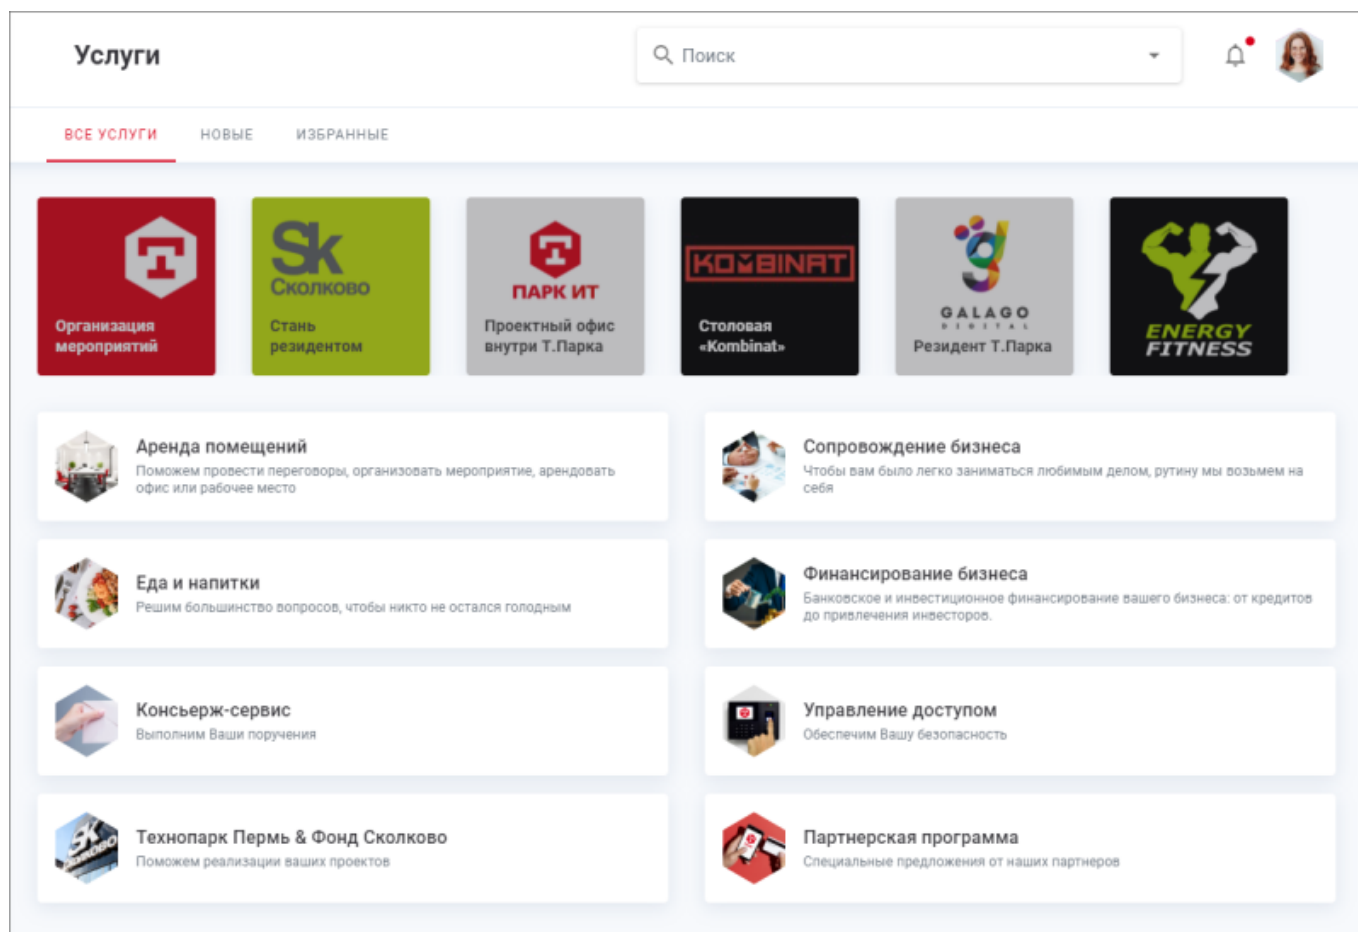 Услуги
Поиск
ВСЕ УСЛУГИ
НОВЫЕ
ИЗБРАННЫЕ
Организация
мероприятий
Sk
Сколково
Стань
резидентом
ПАРК ИТ
Проектный офис
внутри Т.Парка
KOMBINAT
Столовая
«Kombinat»
GALAGO
DIGITAL
Резидент Т.Парка
ENERGY
FITNESS
Аренда помещений
Поможем провести переговоры, организовать мероприятие, арендовать
офис или рабочее место
Сопровождение бизнеса
Чтобы вам было легко заниматься любимым делом, рутину мы возьмем на
себя
Еда и напитки
Решим большинство вопросов, чтобы никто не остался голодным
Финансирование бизнеса
Банковское и инвестиционное финансирование вашего бизнеса: от кредитов
до привлечения инвесторов.
Консьерж-сервис
Выполним Ваши поручения
Управление доступом
Обеспечим Вашу безопасность
Технопарк Пермь & Фонд Сколково
Поможем реализации ваших проектов
Партнерская программа
Специальные предложения от наших партнеров